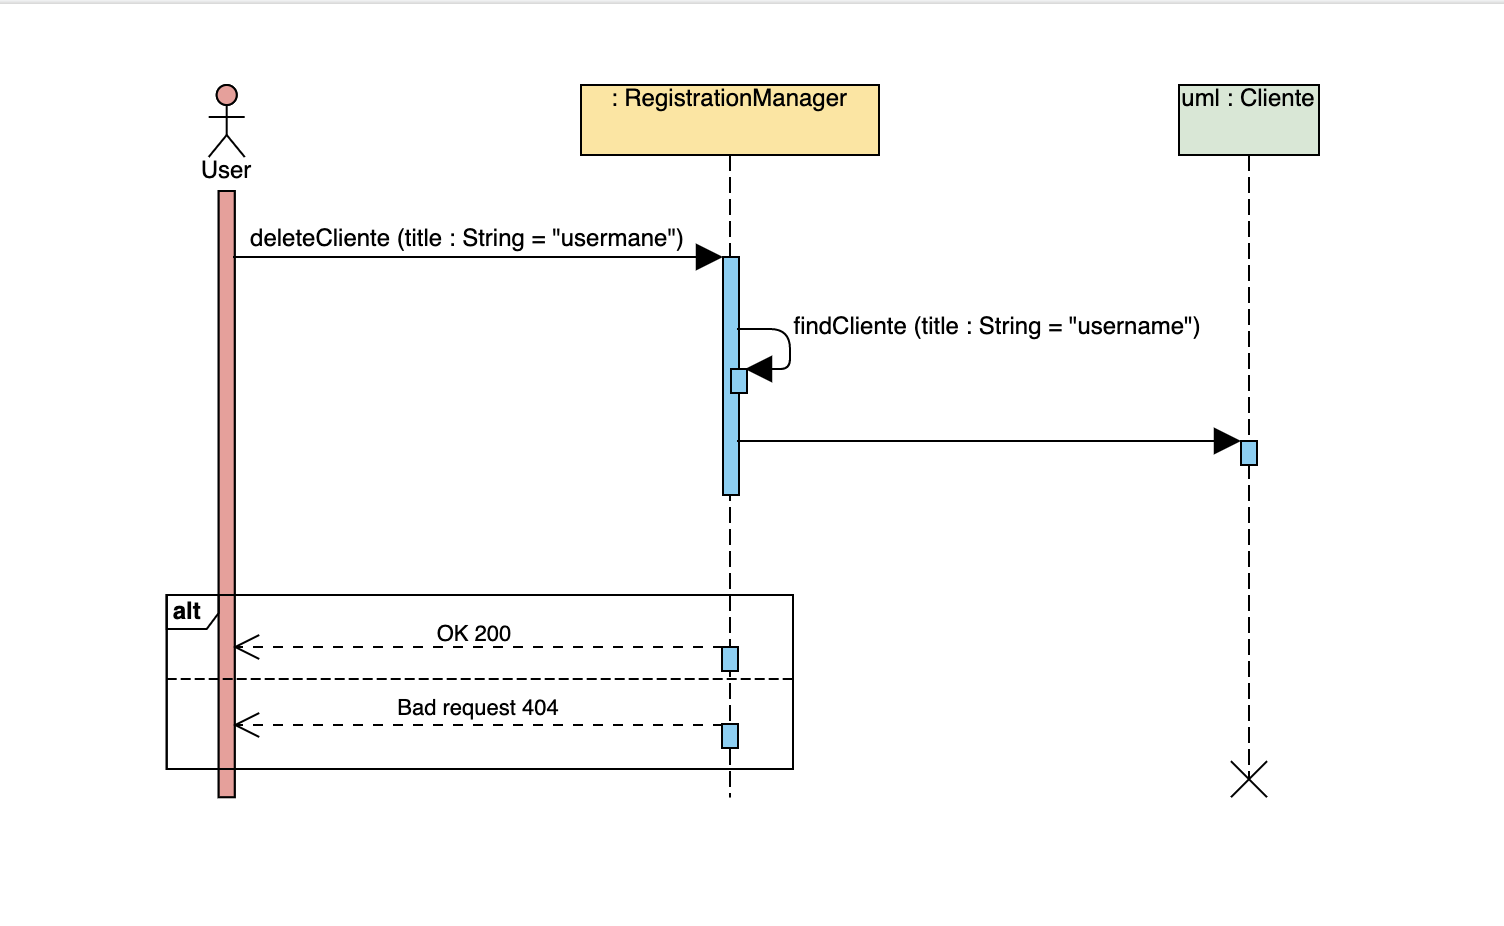 : RegistrationManager
uml : Cliente
User
deleteCliente (title : String = "usermane")
findCliente (title : String = "username")
alt
OK 200
Bad request 404